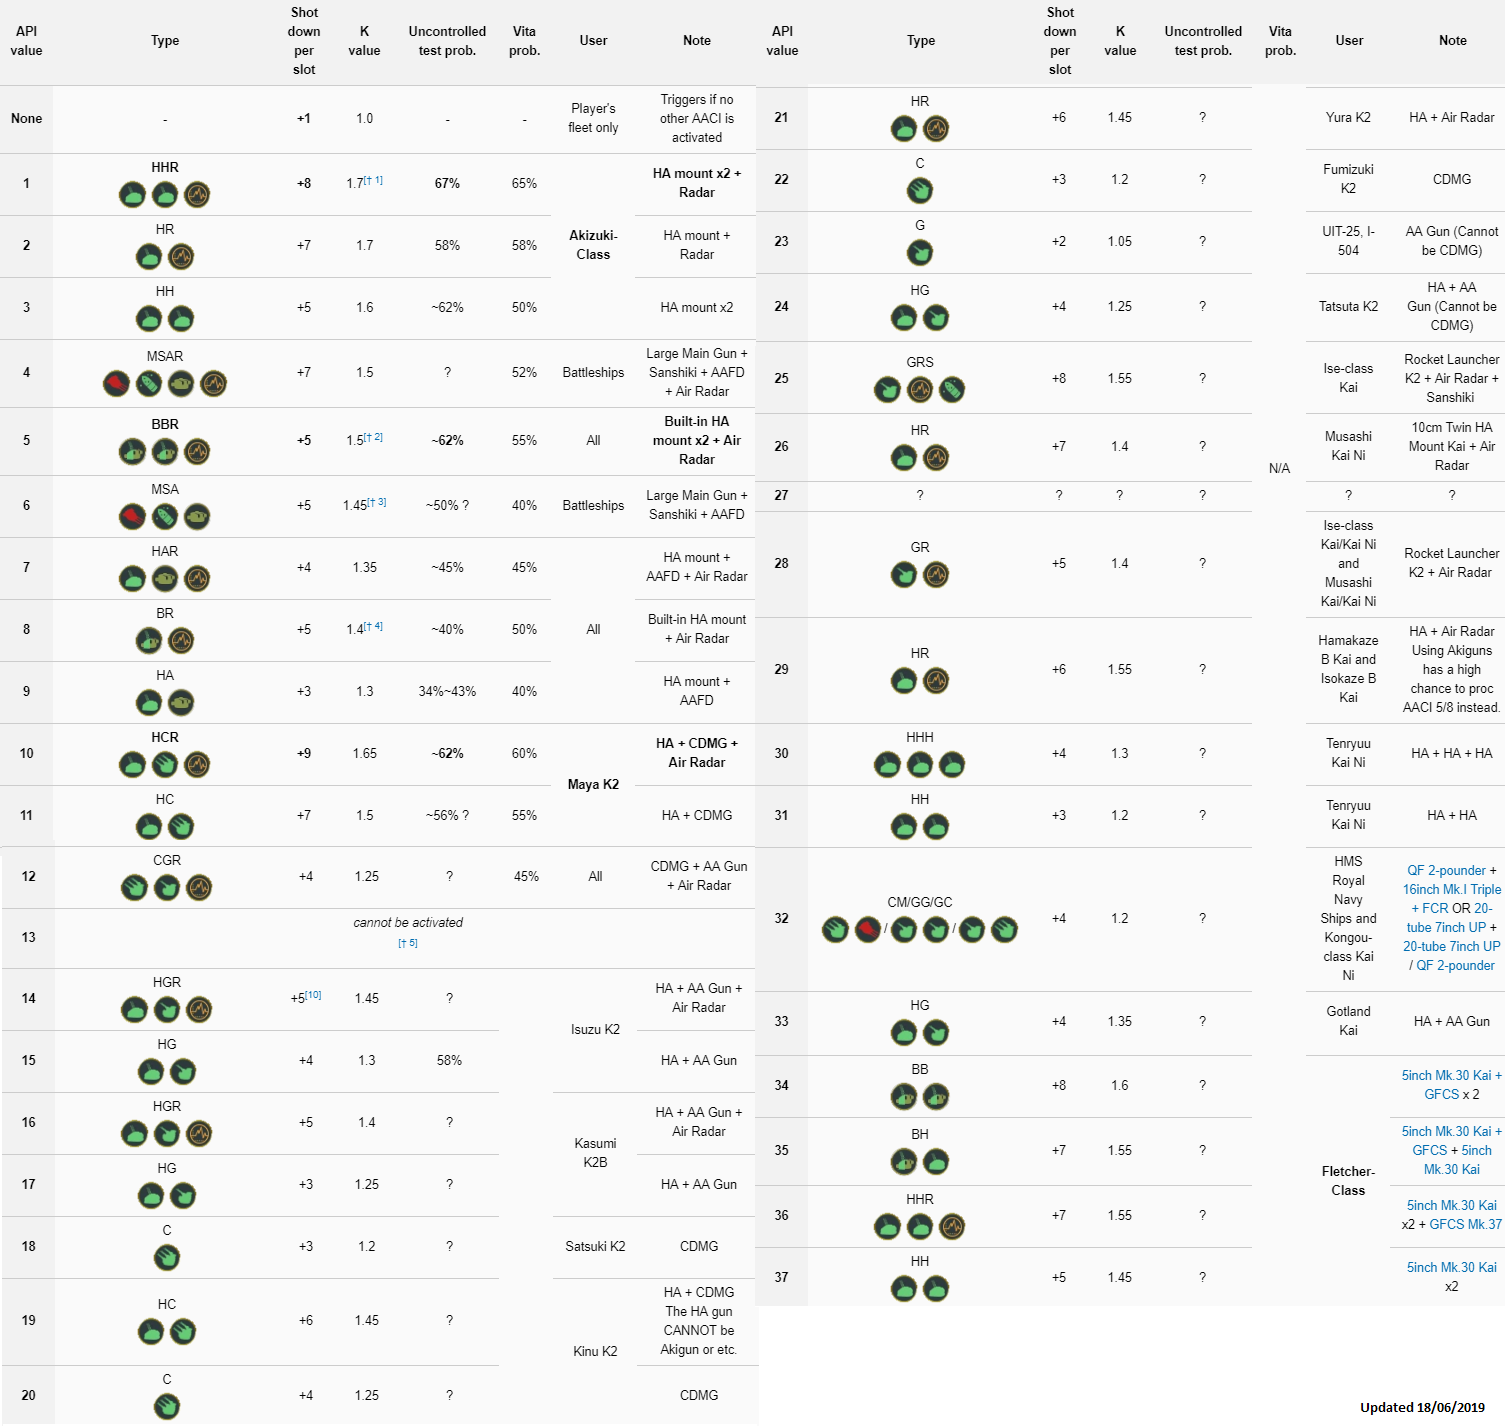 API value Type Shot down per slot K value Uncontrolled test prob. Vita prob. User Note
None - +1 1.0 - - Player's fleet only Triggers if no other AACI is activated
1 HHR +8 1.7[† 1] 67% 65% Akizuki-Class HA mount x2 + Radar
2 HR +7 1.7 58% 58% HA mount + Radar
3 HH +5 1.6 ~62% 50% HA mount x2
4 MSAR +7 1.5 ? 52% Battleships Large Main Gun + Sanshiki + AAFD + Air Radar
5 BBR +5 1.5[† 2] ~62% 55% All Built-in HA mount x2 + Air Radar
6 MSA +5 1.45[† 3] ~50% ? 40% Battleships Large Main Gun + Sanshiki + AAFD
7 HAR +4 1.35 ~45% 45% HA mount + AAFD + Air Radar
8 BR +5 1.4[† 4] ~40% 50% All Built-in HA mount + Air Radar
9 HA +3 1.3 34%~43% 40% HA mount + AAFD
10 HCR +9 1.65 ~62% 60% Maya K2 HA + CDMG + Air Radar
11 HC +7 1.5 ~56% ? 55% HA + CDMG
12 CGR +4 1.25 ? 45% All CDMG + AA Gun + Air Radar
13 cannot be activated [† 5]
14 HGR +5[10] 1.45 ? Isuzu K2 HA + AA Gun + Air Radar
15 HG +4 1.3 58% HA + AA Gun
16 HGR +5 1.4 ? Kasumi K2B HA + AA Gun + Air Radar
17 HG +3 1.25 ? HA + AA Gun
18 C +3 1.2 ? Satsuki K2 CDMG
19 HC +6 1.45 ? Kinu K2 HA + CDMG The HA gun CANNOT be Akigun or etc.
20 C +4 1.25 ? CDMG
API value Type Shot down per slot K value Uncontrolled test prob. Vita prob. User Note
21 HR +6 1.45 ? Yura K2 HA + Air Radar
22 C +3 1.2 ? Fumizuki K2 CDMG
23 G +2 1.05 ? UIT-25, I-504 AA Gun (Cannot be CDMG)
24 HG +4 1.25 ? Tatsuta K2 HA + AA Gun (Cannot be CDMG)
25 GRS +8 1.55 ? Ise-class Kai Rocket Launcher K2 + Air Radar + Sanshiki
26 HR +7 1.4 ? N/A Musashi Kai Ni 10cm Twin HA Mount Kai + Air Radar
27 ? ? ? ? ? ?
28 GR +5 1.4 ? Ise-class Kai/Kai Ni and Musashi Kai/Kai Ni Rocket Launcher K2 + Air Radar
29 HR +6 1.55 ? Hamakaze B Kai and Isokaze B Kai HA + Air Radar Using Akiguns has a high chance to proc AACI 5/8 instead.
30 HHH +4 1.3 ? Tenryuu Kai Ni HA + HA + HA
31 HH +3 1.2 ? Tenryuu Kai Ni HA + HA
32 CM/GG/GC / / +4 1.2 ? HMS Royal Navy Ships and Kongou-class Kai Ni QF 2-pounder + 16inch Mk.I Triple + FCR OR 20-tube 7inch UP + 20-tube 7inch UP / QF 2-pounder
33 HG +4 1.35 ? Gotland Kai HA + AA Gun
34 BB +8 1.6 ? 5inch Mk.30 Kai + GFCS x 2
35 BH +7 1.55 ? Fletcher-Class 5inch Mk.30 Kai + GFCS + 5inch Mk.30 Kai
36 HHR +7 1.55 ? 5inch Mk.30 Kai x2 + GFCS Mk.37
37 HH +5 1.45 ? 5inch Mk.30 Kai x2
Updated 18/06/2019